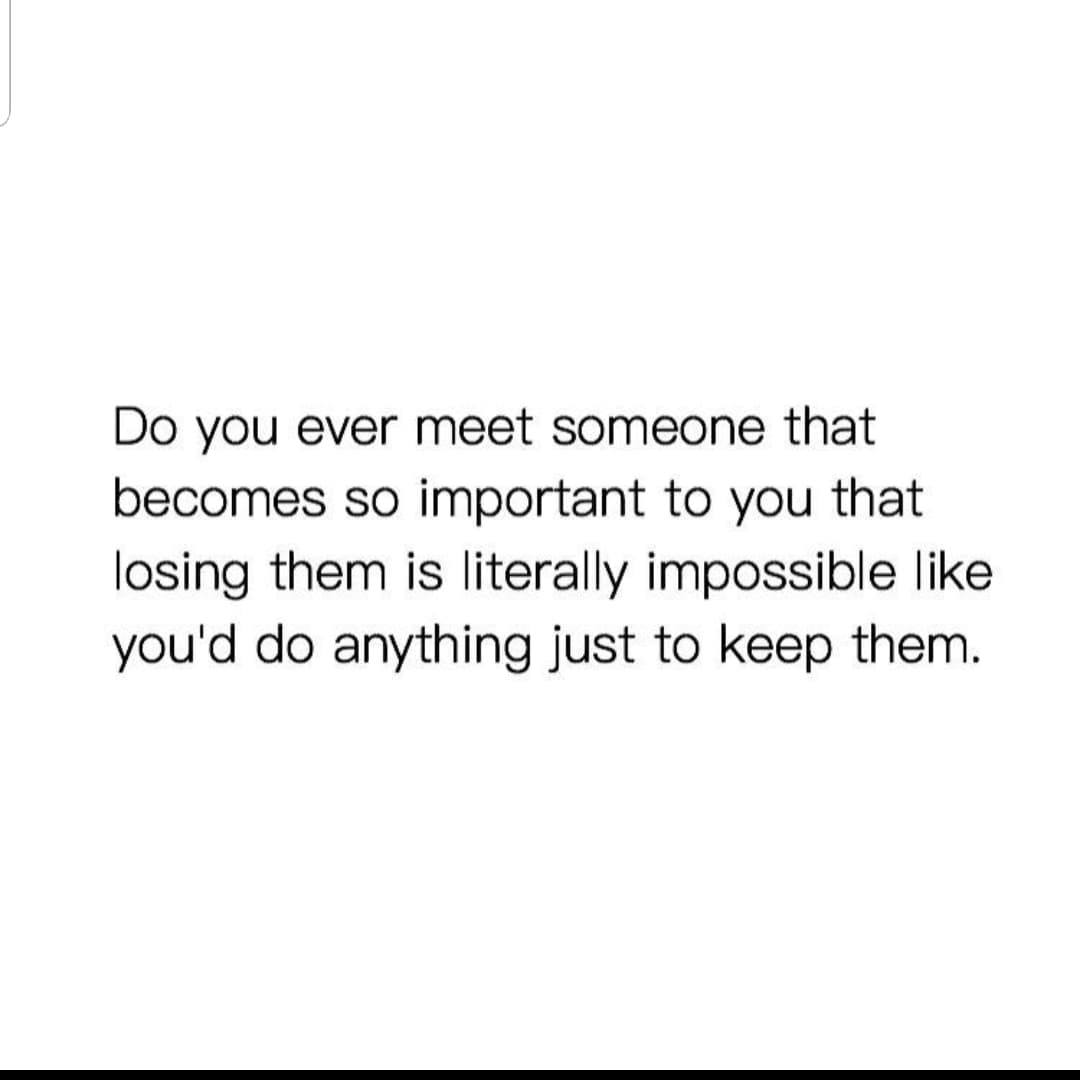 Do you ever meet someone that
becomes so important to you that
losing them is literally impossible like
you'd do anything just to keep them.